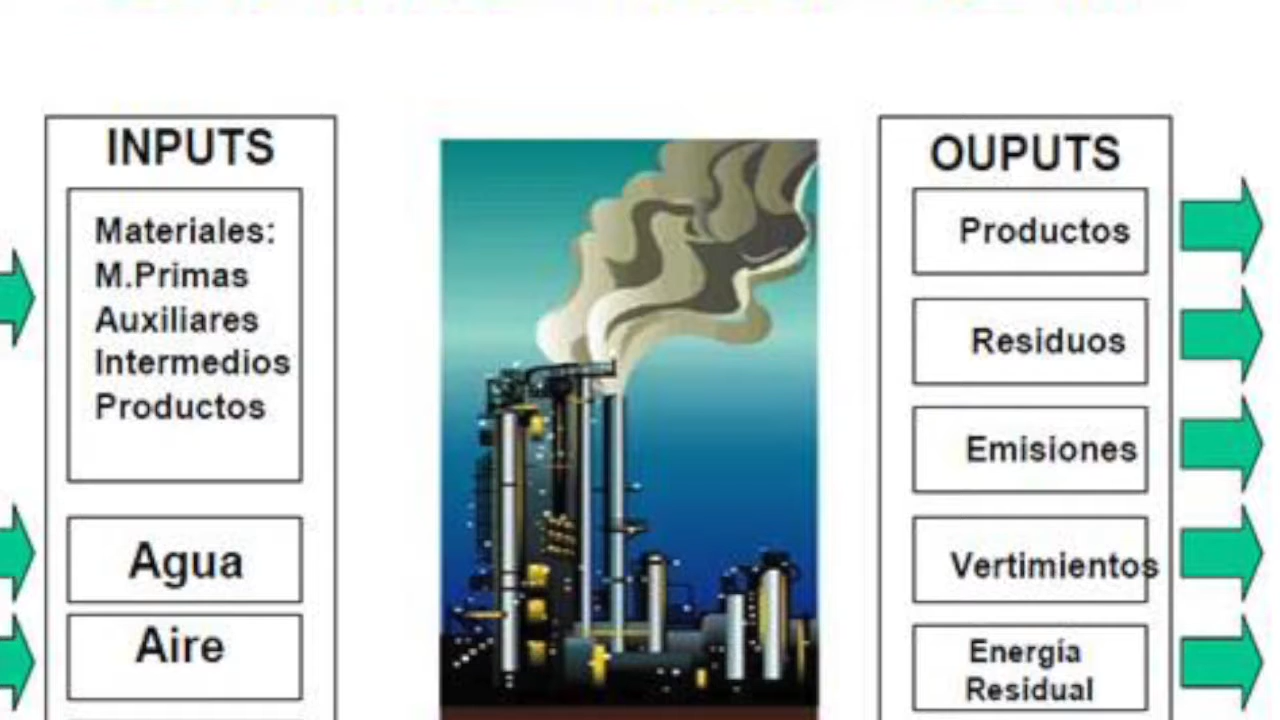 INPUTS
Materiales:
M.Primas
Auxiliares
Intermedios
Productos
Agua
Aire
OUPUTS
Productos
Residuos
Emisiones
Vertimientos
Energía
Residual